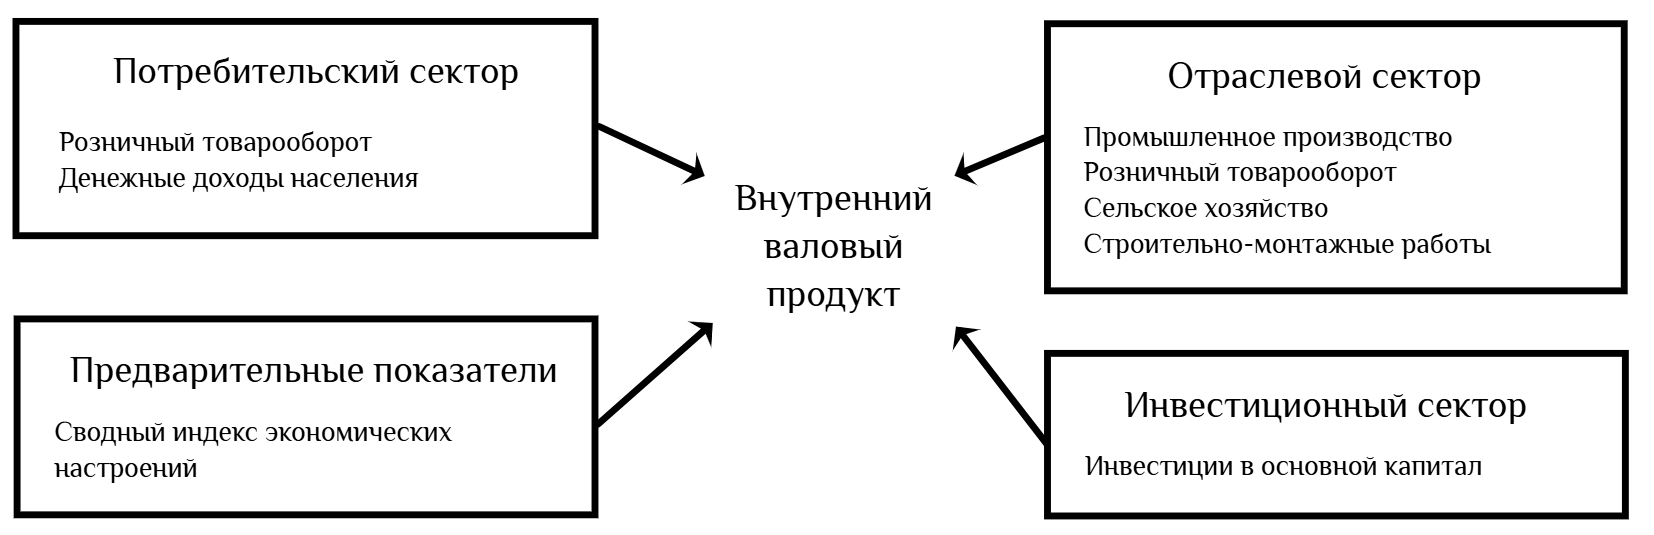 Потребительский сектор
Розничный товарооборот
Денежные доходы населения
Отраслевой сектор
Промышленное производство
Розничный товарооборот
Сельское хозяйство
Строительно-монтажные работы
Внутренний
валовый
продукт
Предварительные показатели
Сводный индекс экономических
настроений
Инвестиционный сектор
Инвестиции в основной капитал